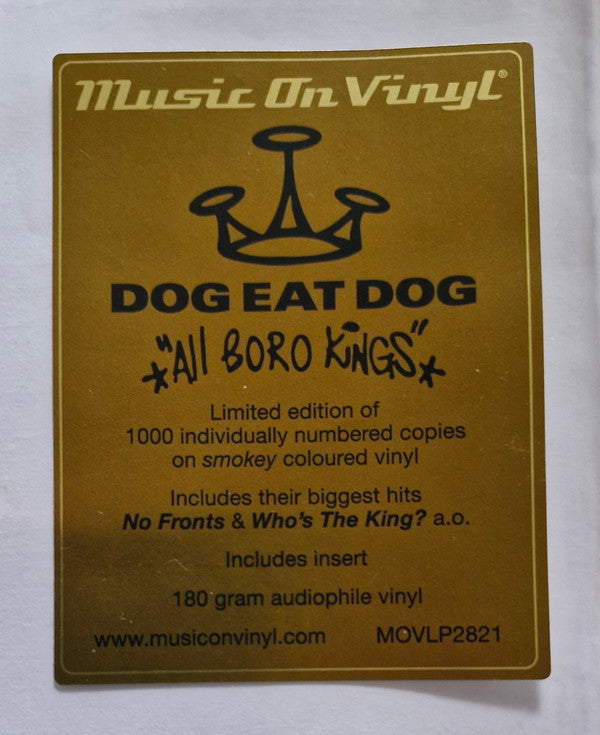 Music On Vinyl®
DOG EAT DOG
"All BORO KiNGS"
Limited edition of
1000 individually numbered copies
on smokey coloured vinyl
Includes their biggest hits
No Fronts & Who's The King? a.o.
Includes insert
180 gram audiophile vinyl
www.musiconvinyl.com MOVLP2821